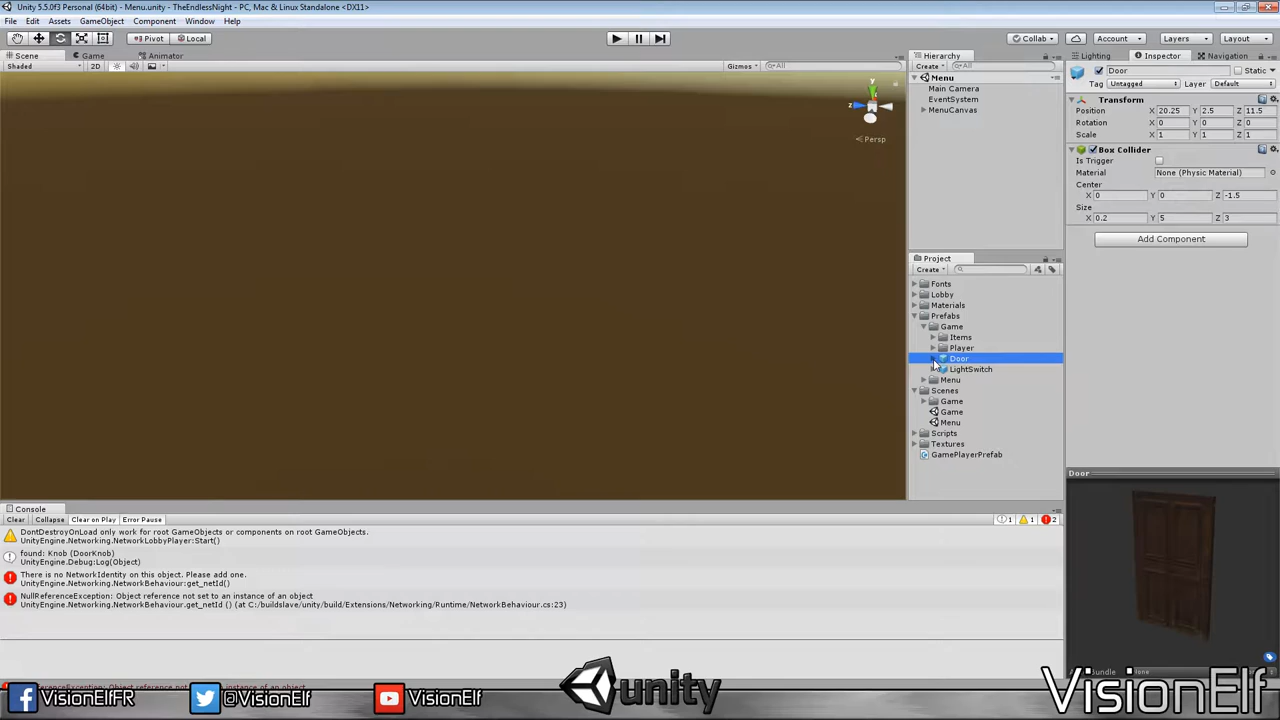 Unity 5.5.0f3 Personal (64bit) - Menu.unity - TheEndlessNight - PC, Mac & Linux Standalone <DX11>
File Edit Assets GameObject Component Window Help
Pivot Local Collab Account Layers Layout
Scene Game Animator
Shaded 2D Gizmos All
y
z
Persp
Hierarchy
Create All
Menu
Main Camera
EventSystem
MenuCanvas
Project
Create
Fonts
Lobby
Materials
Prefabs
Game
Items
Player
Door
LightSwitch
Menu
Scenes
Game
Game
Menu
Scripts
Textures
GamePlayerPrefab
Lighting Inspector Navigation
Door Static
Tag Untagged Layer Default
Transform
Position X 20.25 Y 2.5 Z 11.5
Rotation X 0 Y 0 Z 0
Scale X 1 Y 1 Z 1
Box Collider
Is Trigger
Material None (Physic Material)
Center
X 0 Y 0 Z -1.5
Size
X 0.2 Y 5 Z 3
Add Component
Door
Console
Clear Collapse Clear on Play Error Pause 1 1 2
DontDestroyOnLoad only work for root GameObjects or components on root GameObjects.
UnityEngine.Networking.NetworkLobbyPlayer:Start()
found: Knob (DoorKnob)
UnityEngine.Debug:Log(Object)
There is no NetworkIdentity on this object. Please add one.
UnityEngine.Networking.NetworkBehaviour:get_netId()
NullReferenceException: Object reference not set to an instance of an object
UnityEngine.Networking.NetworkBehaviour.get_netId () (at C:/buildslave/unity/build/Extensions/Networking/Runtime/NetworkBehaviour.cs:23)
VisionElfFR @VisionElf VisionElf unity VisionElf